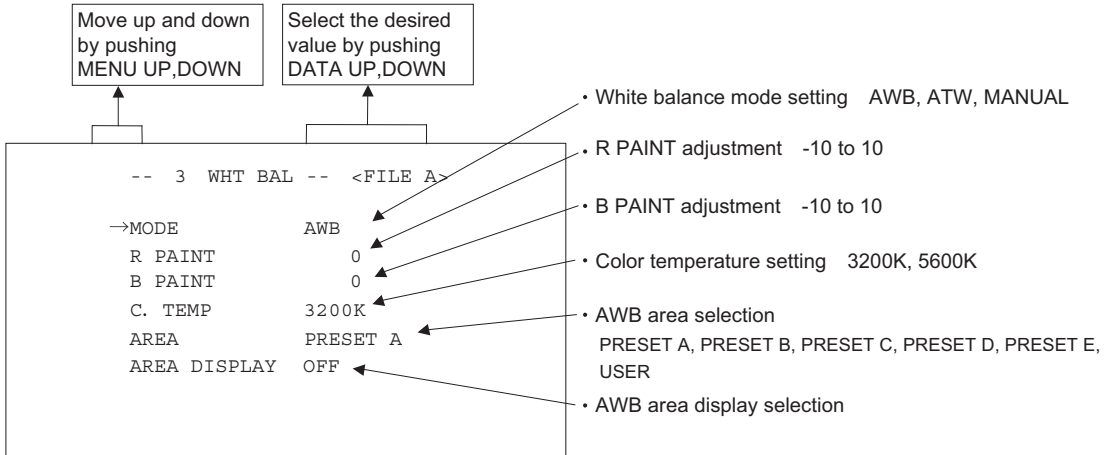 Move up and down
by pushing
MENU UP,DOWN
Select the desired
value by pushing
DATA UP,DOWN
-- 3 WHT BAL -- <FILE A>
→MODE AWB
R PAINT 0
B PAINT 0
C. TEMP 3200K
AREA PRESET A
AREA DISPLAY OFF
・White balance mode setting AWB, ATW, MANUAL
・R PAINT adjustment -10 to 10
・B PAINT adjustment -10 to 10
・Color temperature setting 3200K, 5600K
・AWB area selection
PRESET A, PRESET B, PRESET C, PRESET D, PRESET E,
USER
・AWB area display selection